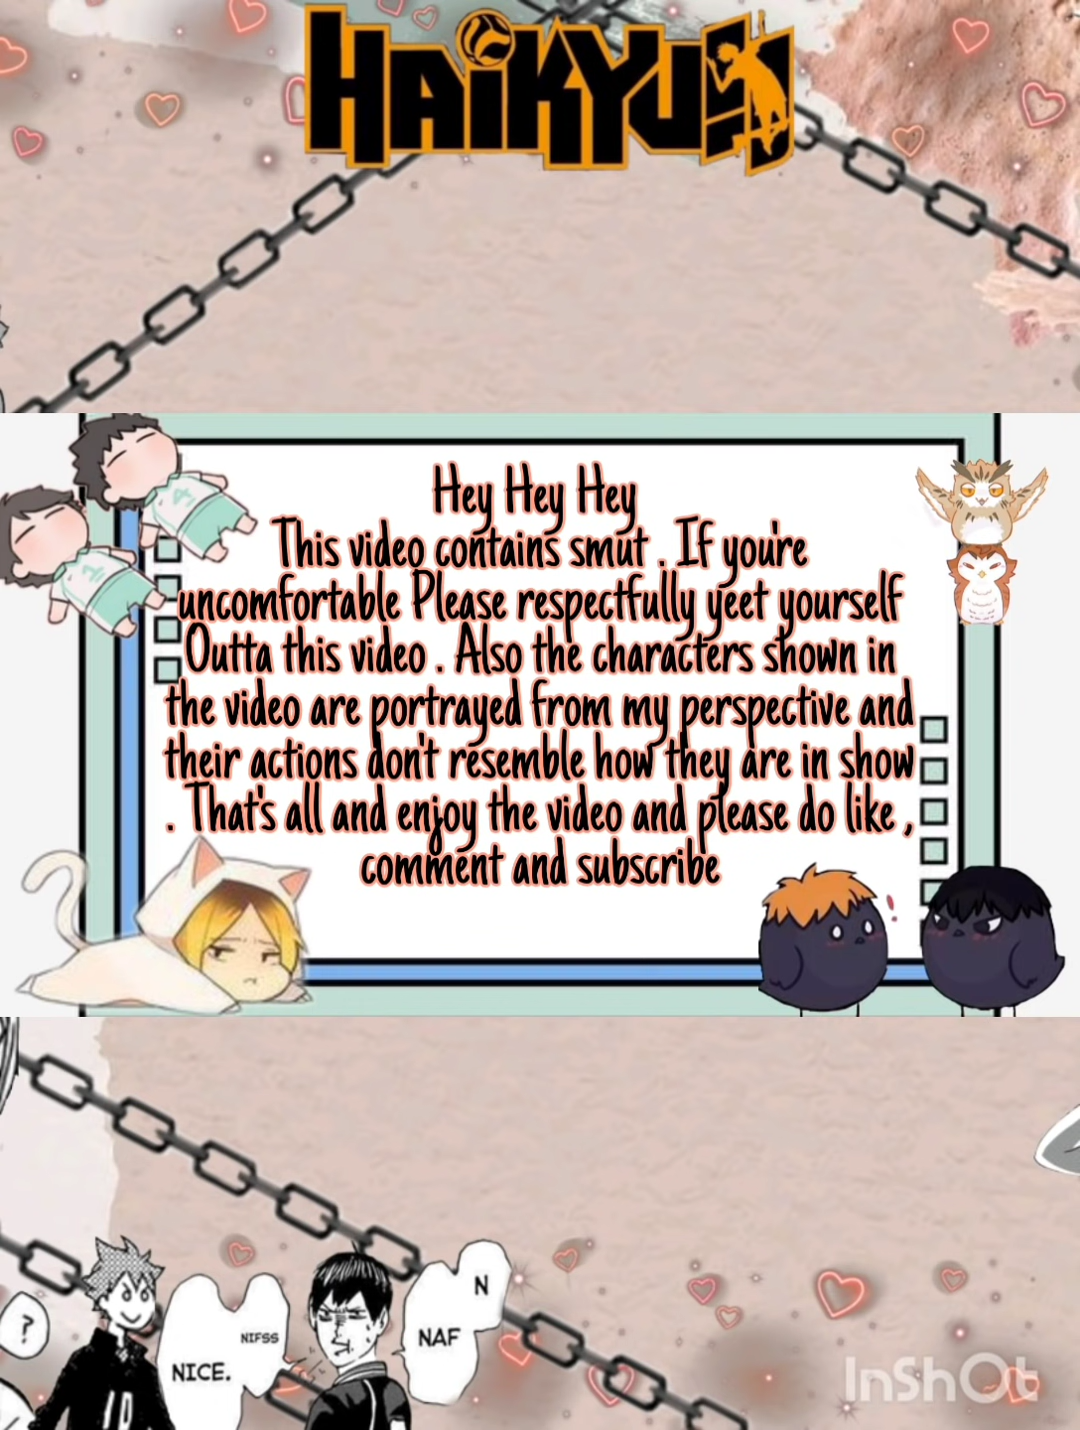 HAIKYU!!
Hey Hey Hey
This video contains smut . If you're
uncomfortable Please respectfully yeet yourself
Outta this video . Also the characters shown in
the video are portrayed from my perspective and
their actions don't resemble how they are in show
. That's all and enjoy the video and please do like ,
comment and subscribe
4
1
!
?
NIFSS
NICE.
N
NAF
10
InShOt